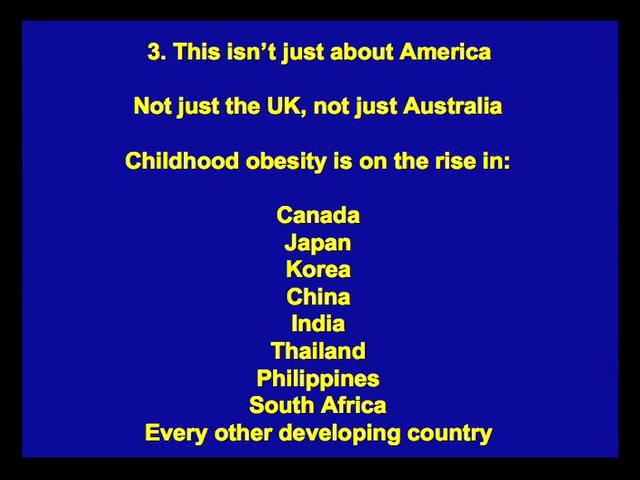 3. This isn’t just about America
Not just the UK, not just Australia
Childhood obesity is on the rise in:
Canada
Japan
Korea
China
India
Thailand
Philippines
South Africa
Every other developing country